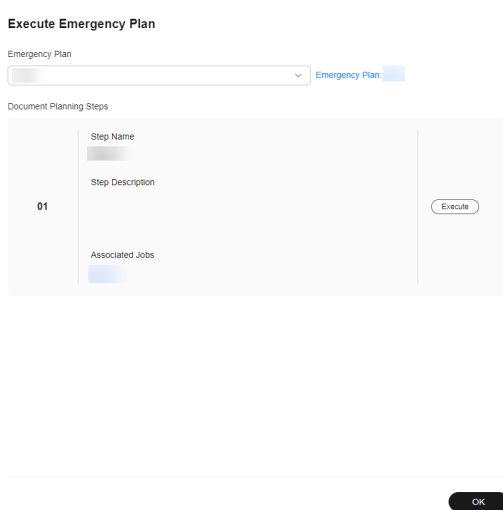 Execute Emergency Plan
Emergency Plan
Emergency Plan:
Document Planning Steps
Step Name
Step Description
01
Execute
Associated Jobs
OK